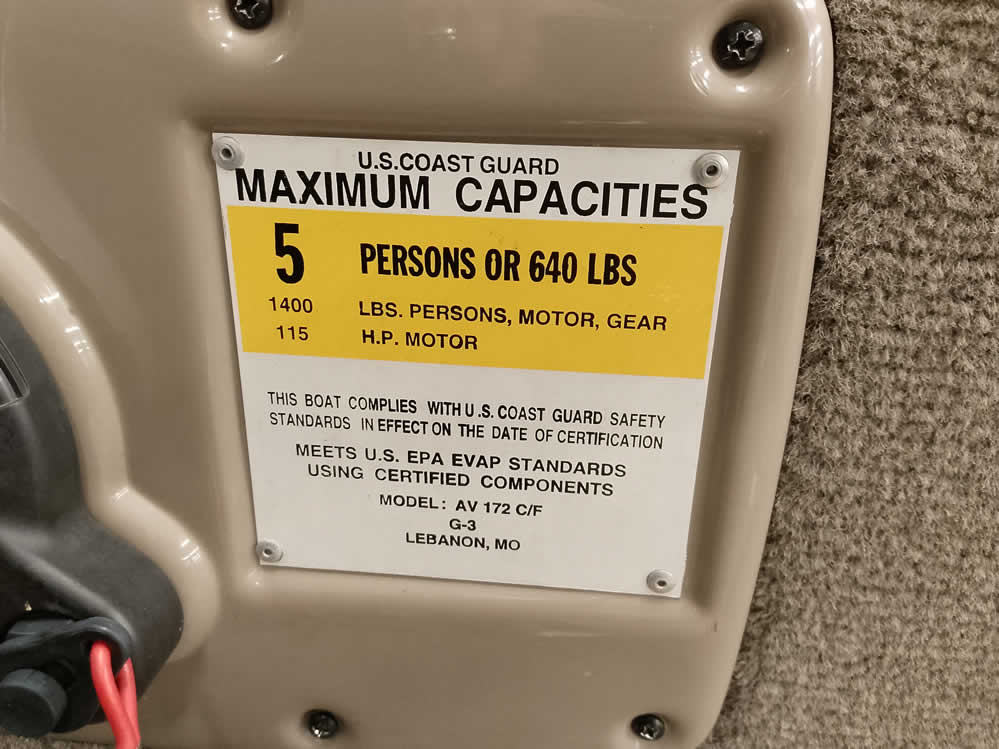 U.S.COAST GUARD
MAXIMUM CAPACITIES
5 PERSONS OR 640 LBS
1400 LBS. PERSONS, MOTOR, GEAR
115 H.P. MOTOR
THIS BOAT COMPLIES WITH U.S. COAST GUARD SAFETY
STANDARDS IN EFFECT ON THE DATE OF CERTIFICATION
MEETS U.S. EPA EVAP STANDARDS
USING CERTIFIED COMPONENTS
MODEL: AV 172 C/F
G-3
LEBANON, MO